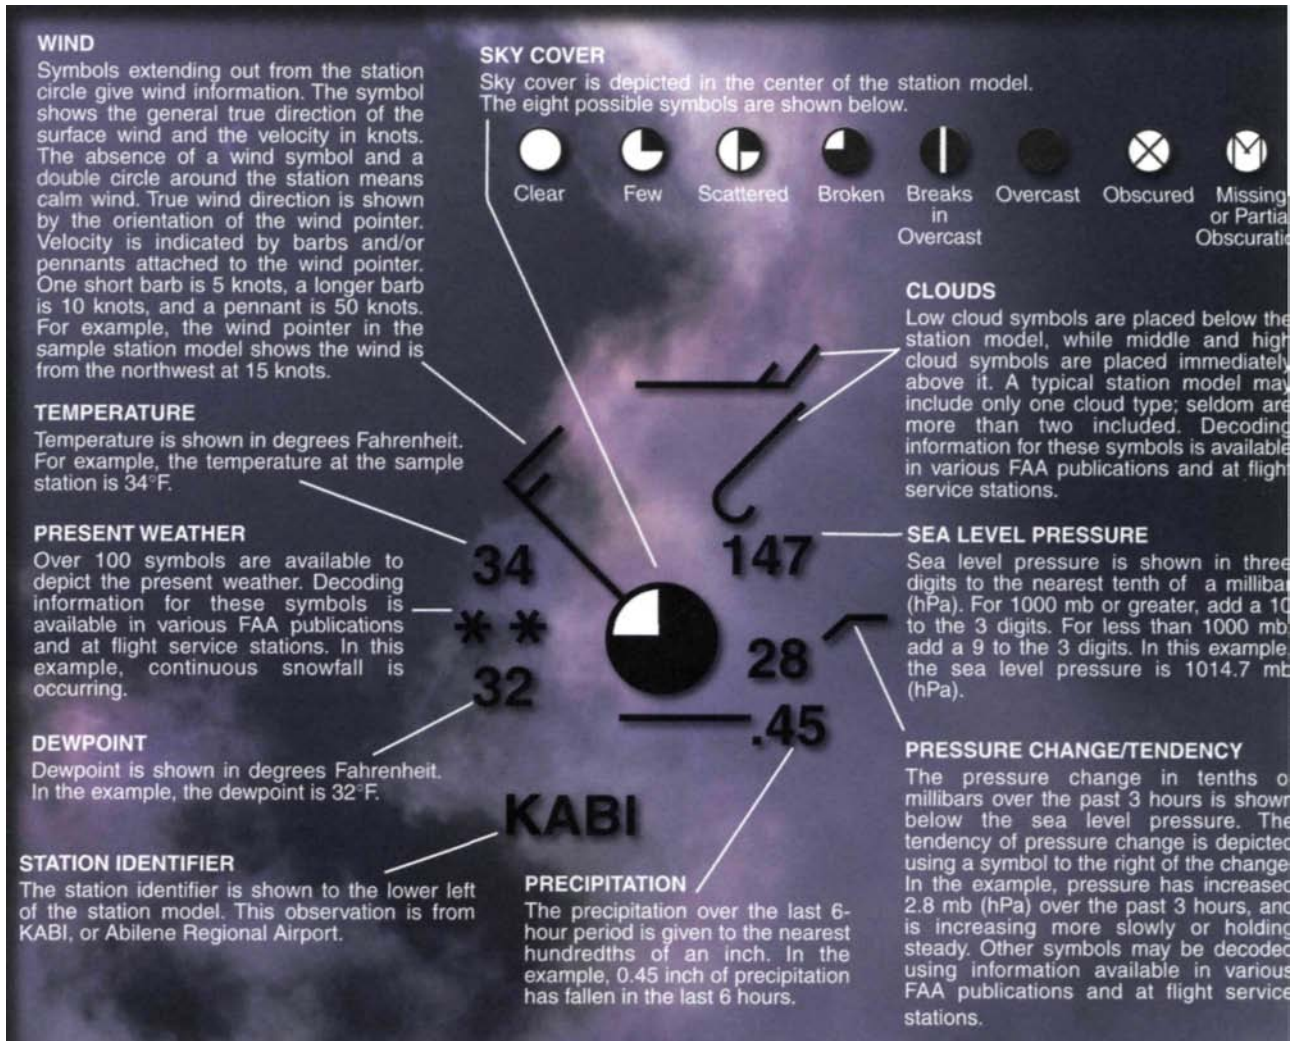 WIND
Symbols extending out from the station
circle give wind information. The symbol
shows the general true direction of the
surface wind and the velocity in knots.
The absence of a wind symbol and a
double circle around the station means
calm wind. True wind direction is shown
by the orientation of the wind pointer.
Velocity is indicated by barbs and/or
pennants attached to the wind pointer.
One short barb is 5 knots, a longer barb
is 10 knots, and a pennant is 50 knots.
For example, the wind pointer in the
sample station model shows the wind is
from the northwest at 15 knots.
TEMPERATURE
Temperature is shown in degrees Fahrenheit.
For example, the temperature at the sample
station is 34°F.
PRESENT WEATHER
Over 100 symbols are available to
depict the present weather. Decoding
information for these symbols is
available in various FAA publications
and at flight service stations. In this
example, continuous snowfall is
occurring.
DEWPOINT
Dewpoint is shown in degrees Fahrenheit.
In the example, the dewpoint is 32°F.
STATION IDENTIFIER
The station identifier is shown to the lower left
of the station model. This observation is from
KABI, or Abilene Regional Airport.
SKY COVER
Sky cover is depicted in the center of the station model.
The eight possible symbols are shown below.
Clear
Few
Scattered
Broken
Breaks
in
Overcast
Overcast
Obscured
Missing
or Partia
Obscuratio
34
**
32
147
28
.45
KABI
PRECIPITATION
The precipitation over the last 6-
hour period is given to the nearest
hundredths of an inch. In the
example, 0.45 inch of precipitation
has fallen in the last 6 hours.
CLOUDS
Low cloud symbols are placed below the
station model, while middle and high
cloud symbols are placed immediately
above it. A typical station model may
include only one cloud type; seldom are
more than two included. Decoding
information for these symbols is available
in various FAA publications and at flight
service stations.
SEA LEVEL PRESSURE
Sea level pressure is shown in three
digits to the nearest tenth of a millibar
(hPa). For 1000 mb or greater, add a 10
to the 3 digits. For less than 1000 mb,
add a 9 to the 3 digits. In this example,
the sea level pressure is 1014.7 mb
(hPa).
PRESSURE CHANGE/TENDENCY
The pressure change in tenths o
millibars over the past 3 hours is shown
below the sea level pressure. The
tendency of pressure change is depicted
using a symbol to the right of the change.
In the example, pressure has increased
2.8 mb (hPa) over the past 3 hours, and
is increasing more slowly or holding
steady. Other symbols may be decoded
using information available in various
FAA publications and at flight service
stations.